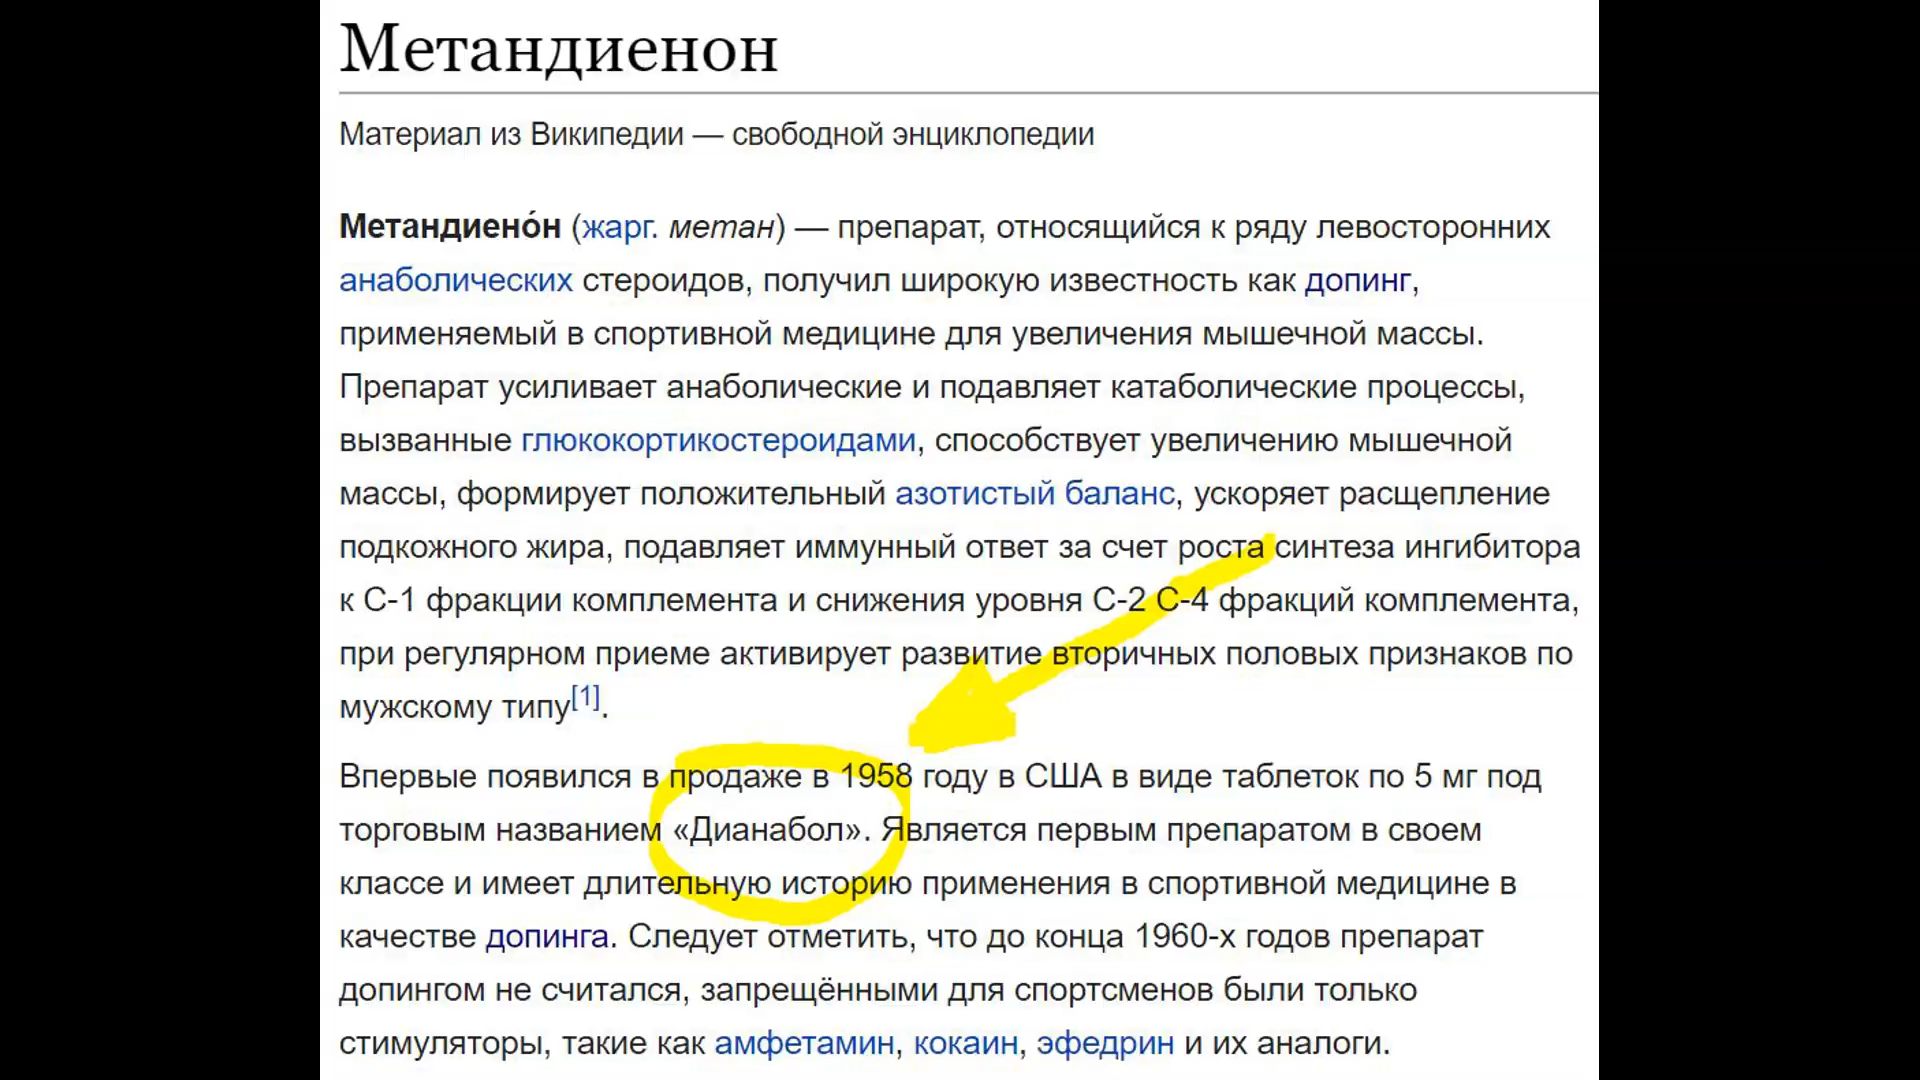 Метандиенон
Материал из Википедии — свободной энциклопедии
Метандиено́н (жарг. метан) — препарат, относящийся к ряду левосторонних
анаболических стероидов, получил широкую известность как допинг,
применяемый в спортивной медицине для увеличения мышечной массы.
Препарат усиливает анаболические и подавляет катаболические процессы,
вызванные глюкокортикостероидами, способствует увеличению мышечной
массы, формирует положительный азотистый баланс, ускоряет расщепление
подкожного жира, подавляет иммунный ответ за счет роста синтеза ингибитора
к С-1 фракции комплемента и снижения уровня С-2 С-4 фракций комплемента,
при регулярном приеме активирует развитие вторичных половых признаков по
мужскому типу[1].
Впервые появился в продаже в 1958 году в США в виде таблеток по 5 мг под
торговым названием «Дианабол». Является первым препаратом в своем
классе и имеет длительную историю применения в спортивной медицине в
качестве допинга. Следует отметить, что до конца 1960-х годов препарат
допингом не считался, запрещёнными для спортсменов были только
стимуляторы, такие как амфетамин, кокаин, эфедрин и их аналоги.